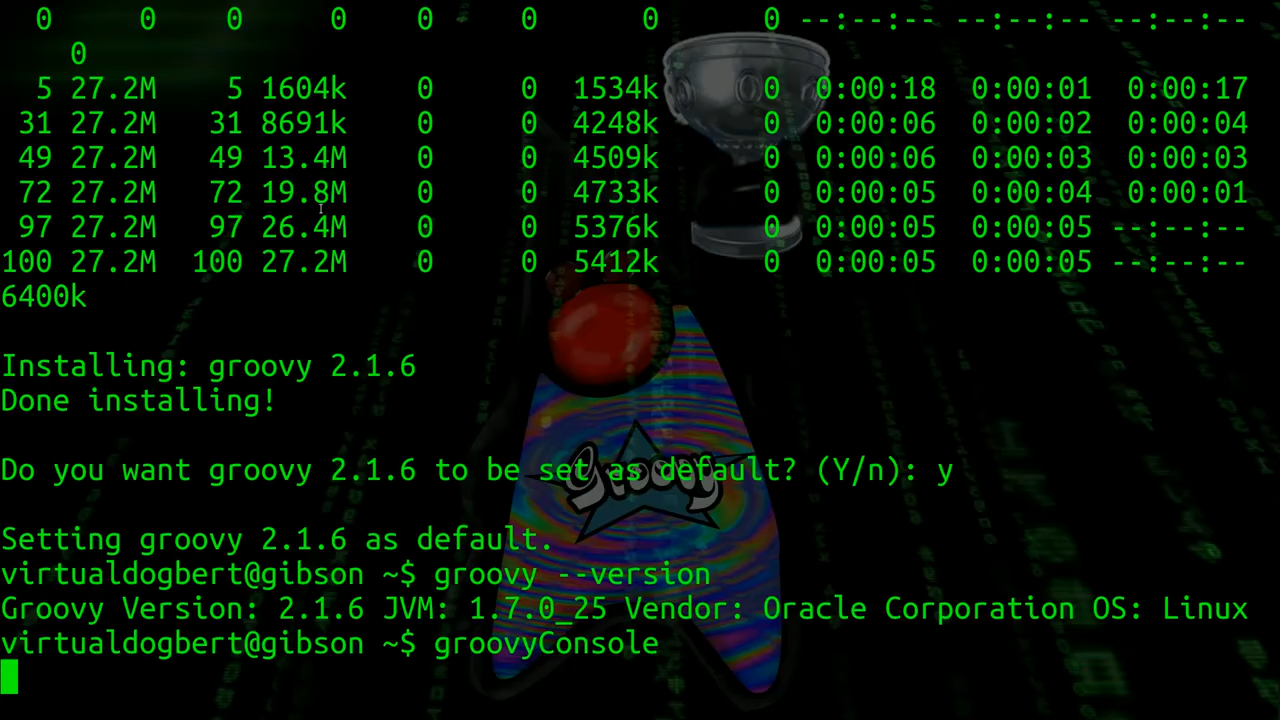 0 0 0 0 0 0 0 0 --:--:-- --:--:-- --:--:--
0
5 27.2M 5 1604k 0 0 1534k 0 0:00:18 0:00:01 0:00:17
31 27.2M 31 8691k 0 0 4248k 0 0:00:06 0:00:02 0:00:04
49 27.2M 49 13.4M 0 0 4509k 0 0:00:06 0:00:03 0:00:03
72 27.2M 72 19.8M 0 0 4733k 0 0:00:05 0:00:04 0:00:01
97 27.2M 97 26.4M 0 0 5376k 0 0:00:05 0:00:05 --:--:--
100 27.2M 100 27.2M 0 0 5412k 0 0:00:05 0:00:05 --:--:--
6400k
Installing: groovy 2.1.6
Done installing!
Do you want groovy 2.1.6 to be set as default? (Y/n): y
Groovy
Setting groovy 2.1.6 as default.
virtualdogbert@gibson ~$ groovy --version
Groovy Version: 2.1.6 JVM: 1.7.0_25 Vendor: Oracle Corporation OS: Linux
virtualdogbert@gibson ~$ groovyConsole